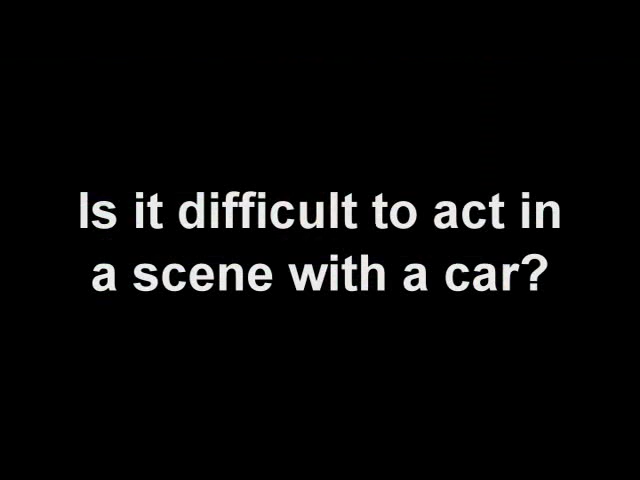 Is it difficult to act in
a scene with a car?